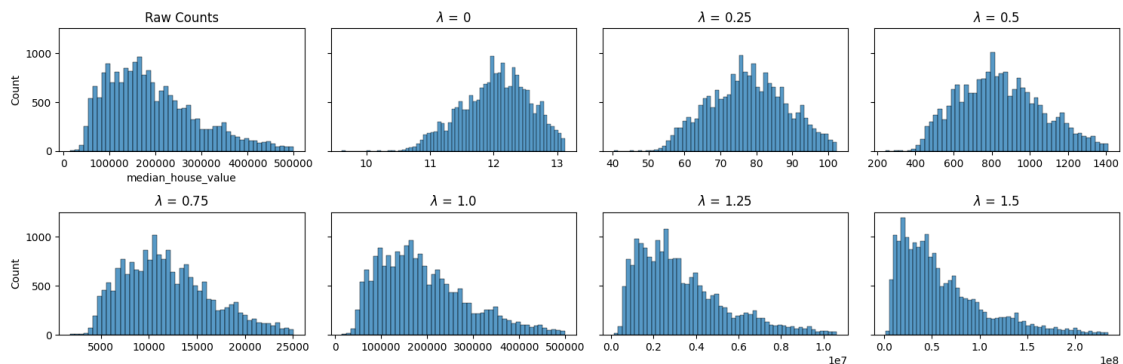 Raw Counts
λ = 0
λ = 0.25
λ = 0.5
Count
1000
500
0
0 100000 200000 300000 400000 500000
median_house_value
10 11 12 13
40 50 60 70 80 90 100
200 400 600 800 1000 1200 1400
λ = 0.75
λ = 1.0
λ = 1.25
λ = 1.5
Count
1000
500
0
5000 10000 15000 20000 25000
0 100000 200000 300000 400000 500000
0.0 0.2 0.4 0.6 0.8 1.0
1e7
0.0 0.5 1.0 1.5 2.0
1e8